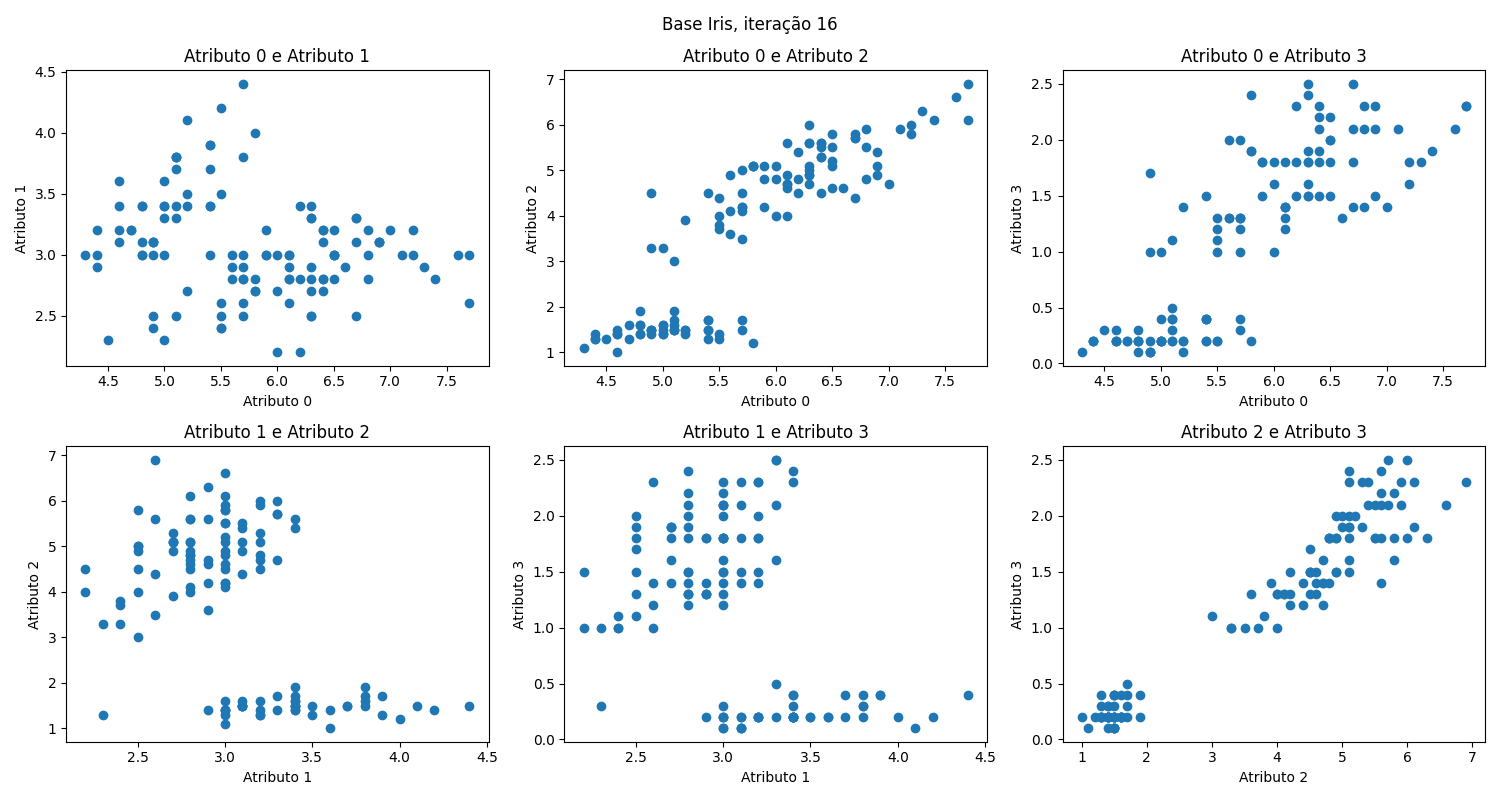 Base Iris, iteração 16
Atributo 0 e Atributo 1
4.5
4.0
3.5
3.0
2.5
Atributo 1
4.5 5.0 5.5 6.0 6.5 7.0 7.5
Atributo 0
Atributo 0 e Atributo 2
7
6
5
4
3
2
1
Atributo 2
4.5 5.0 5.5 6.0 6.5 7.0 7.5
Atributo 0
Atributo 0 e Atributo 3
2.5
2.0
1.5
1.0
0.5
0.0
Atributo 3
4.5 5.0 5.5 6.0 6.5 7.0 7.5
Atributo 0
Atributo 1 e Atributo 2
7
6
5
4
3
2
1
Atributo 2
2.5 3.0 3.5 4.0 4.5
Atributo 1
Atributo 1 e Atributo 3
2.5
2.0
1.5
1.0
0.5
0.0
Atributo 3
2.5 3.0 3.5 4.0 4.5
Atributo 1
Atributo 2 e Atributo 3
2.5
2.0
1.5
1.0
0.5
0.0
Atributo 3
1 2 3 4 5 6 7
Atributo 2